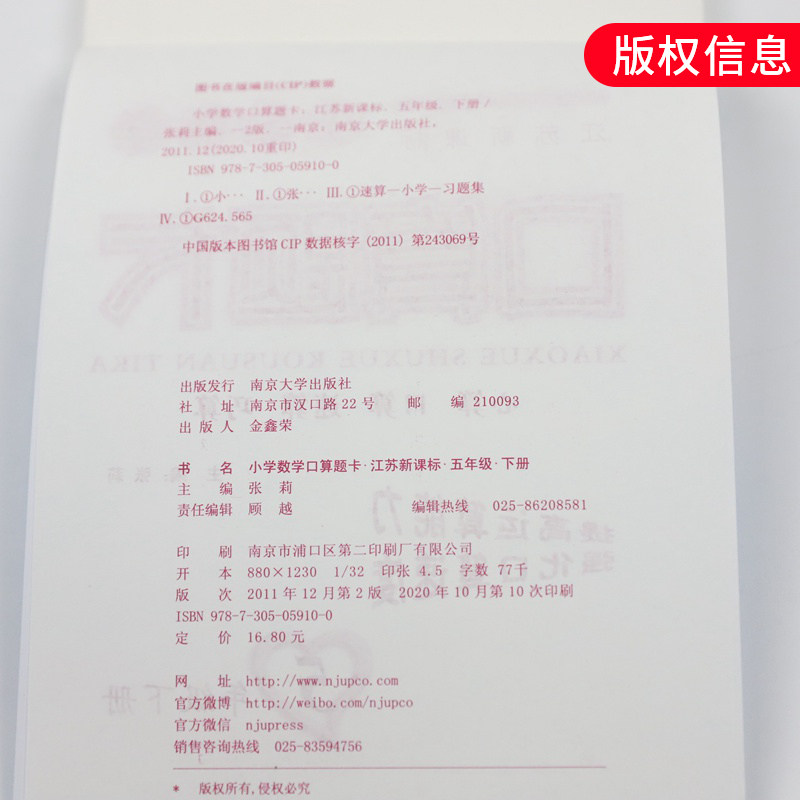 版权信息
图书在版编目(CIP)数据
小学数学口算题卡. 江苏新课标. 五年级. 下册/
张莉主编. —2版. —南京: 南京大学出版社,
2011.12(2020.10重印)
ISBN 978-7-305-05910-0
Ⅰ.①小… Ⅱ.①张… Ⅲ.①速算—小学—习题集
Ⅳ.①G624.565
中国版本图书馆CIP数据核字(2011)第243069号
出版发行 南京大学出版社
社 址 南京市汉口路22号 邮 编 210093
出版人 金鑫荣
书 名 小学数学口算题卡·江苏新课标·五年级·下册
主 编 张 莉
责任编辑 顾 越 编辑热线 025-86208581
印 刷 南京市浦口区第二印刷厂有限公司
开 本 880×1230 1/32 印张 4.5 字数 77千
版 次 2011年12月第2版 2020年10月第10次印刷
ISBN 978-7-305-05910-0
定 价 16.80元
网 址 http://www.njupco.com
官方微博 http://weibo.com/njupco
官方微信 njupress
销售咨询热线 025-83594756
* 版权所有,侵权必究